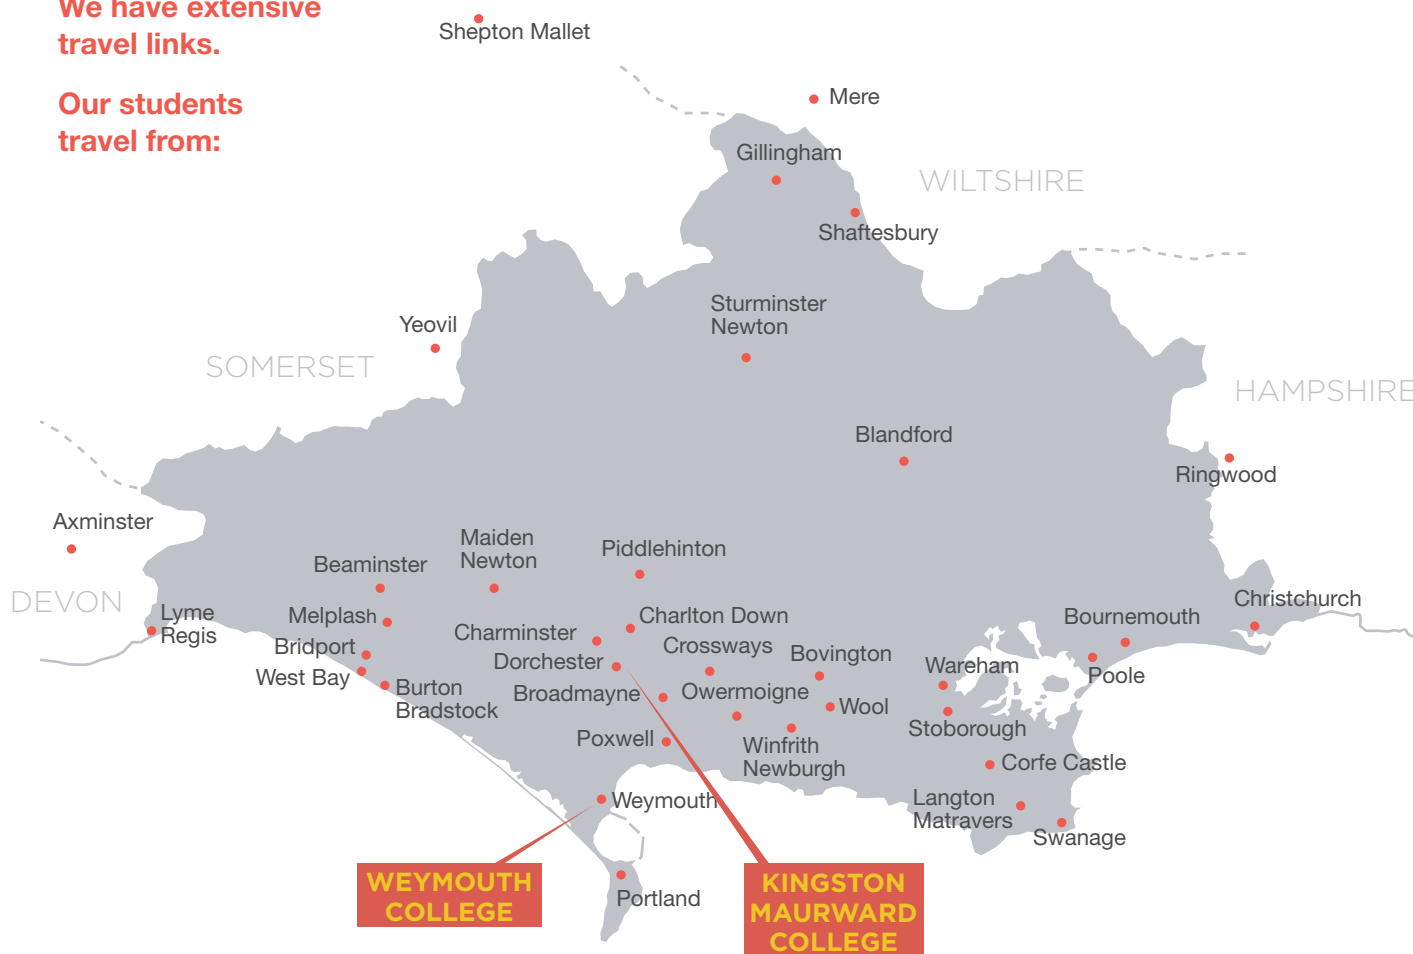 We have extensive
travel links.
Our students
travel from:
Shepton Mallet
Mere
Gillingham
WILTSHIRE
Shaftesbury
Sturminster
Newton
Yeovil
SOMERSET
HAMPSHIRE
Blandford
Ringwood
Axminster
Maiden
Newton
Piddlehinton
Beaminster
DEVON
Lyme
Regis
Melplash
Charlton Down
Christchurch
Bournemouth
Charminster
Bridport
Crossways
Bovington
Dorchester
Wareham
West Bay
Poole
Burton
Bradstock
Broadmayne
Owermoigne
Wool
Stoborough
Poxwell
Winfrith
Newburgh
Corfe Castle
Weymouth
Langton
Matravers
Swanage
WEYMOUTH
COLLEGE
Portland
KINGSTON
MAURWARD
COLLEGE